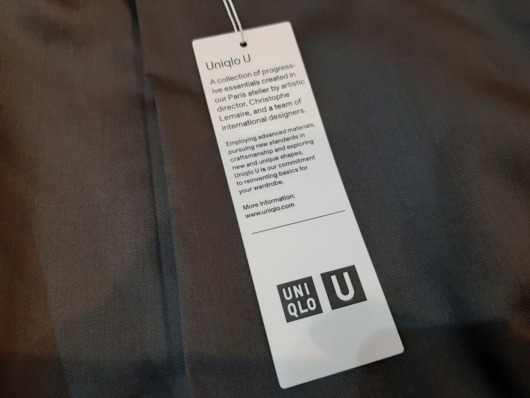 Uniqlo U
A collection of progress-
ive essentials created in
our Paris atelier by artistic
director, Christophe
Lemaire, and a team of
international designers.
Employing advanced materials,
pursuing new standards in
craftsmanship and exploring
new and unique shapes,
Uniqlo U is our commitment
to reinventing basics for
your wardrobe.
More Information:
www.uniqlo.com
UNI
QLO
U